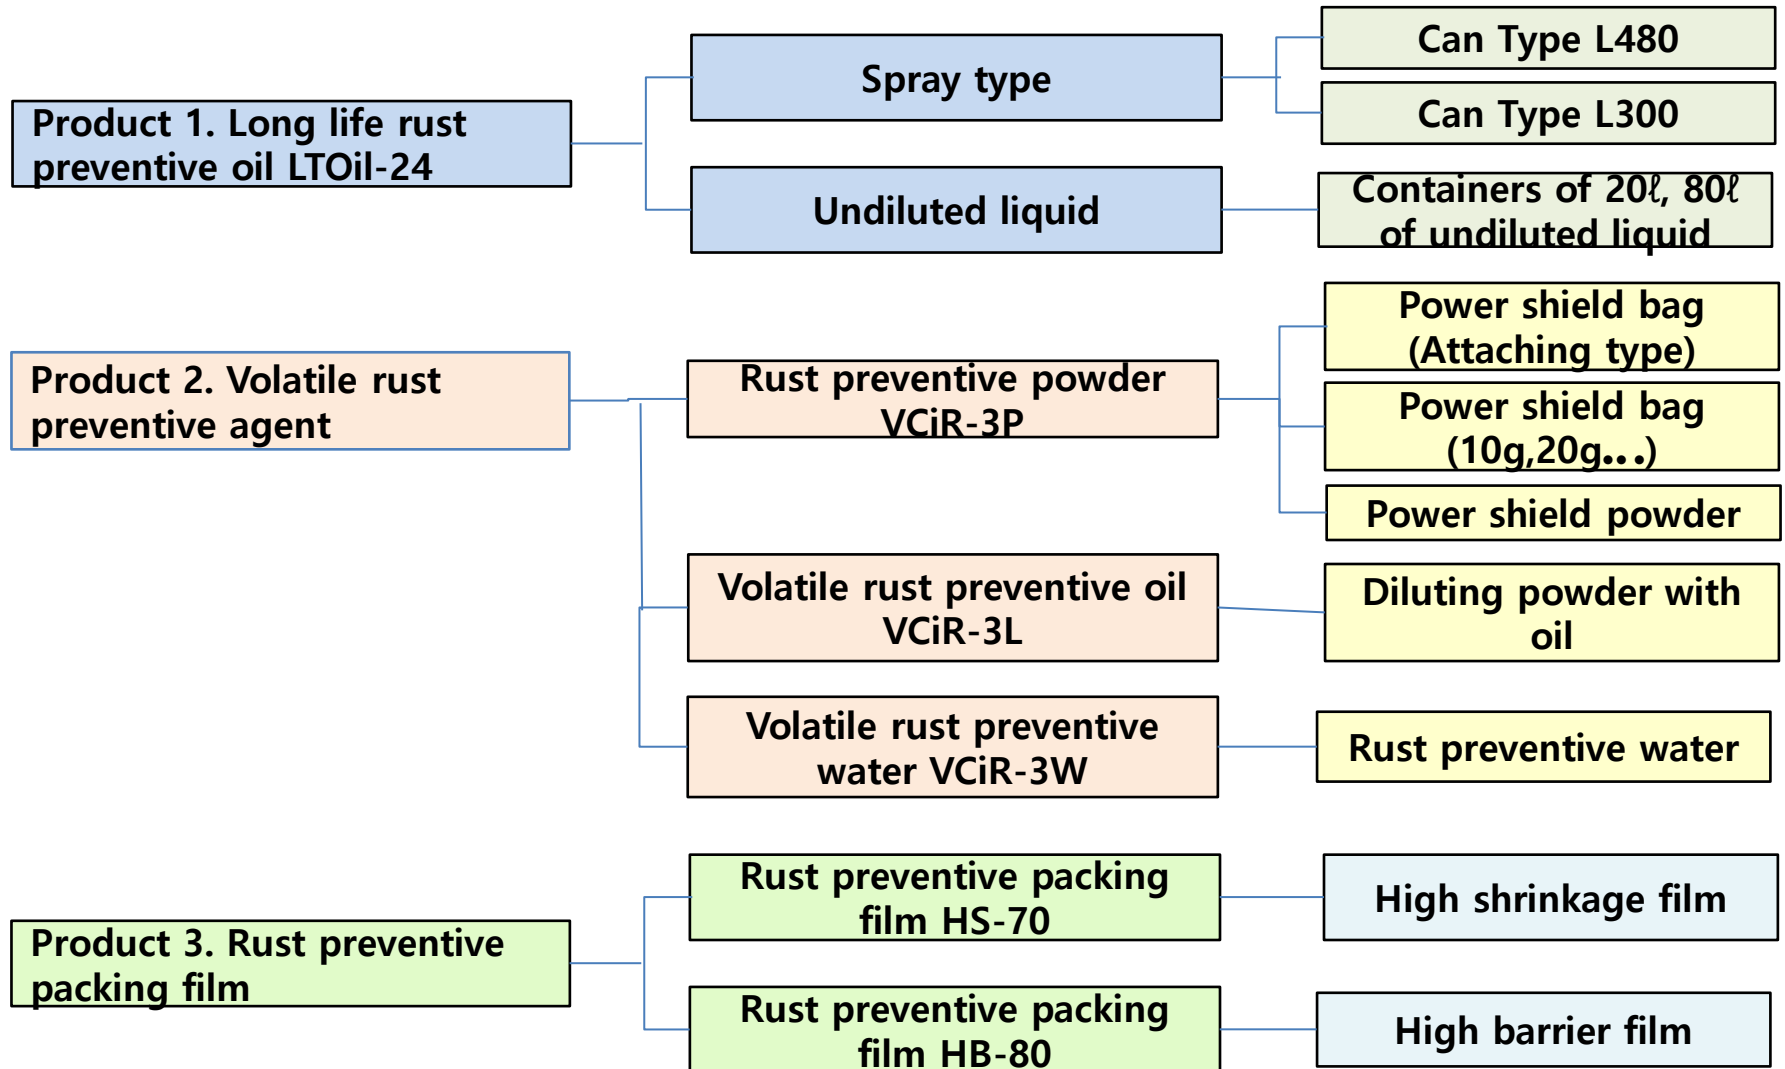 Product 1. Long life rust
preventive oil LTOil-24
Spray type
Can Type L480
Can Type L300
Undiluted liquid
Containers of 20ℓ, 80ℓ
of undiluted liquid
Product 2. Volatile rust
preventive agent
Rust preventive powder
VCiR-3P
Power shield bag
(Attaching type)
Power shield bag
(10g,20g...)
Power shield powder
Volatile rust preventive oil
VCiR-3L
Diluting powder with
oil
Volatile rust preventive
water VCiR-3W
Rust preventive water
Product 3. Rust preventive
packing film
Rust preventive packing
film HS-70
High shrinkage film
Rust preventive packing
film HB-80
High barrier film